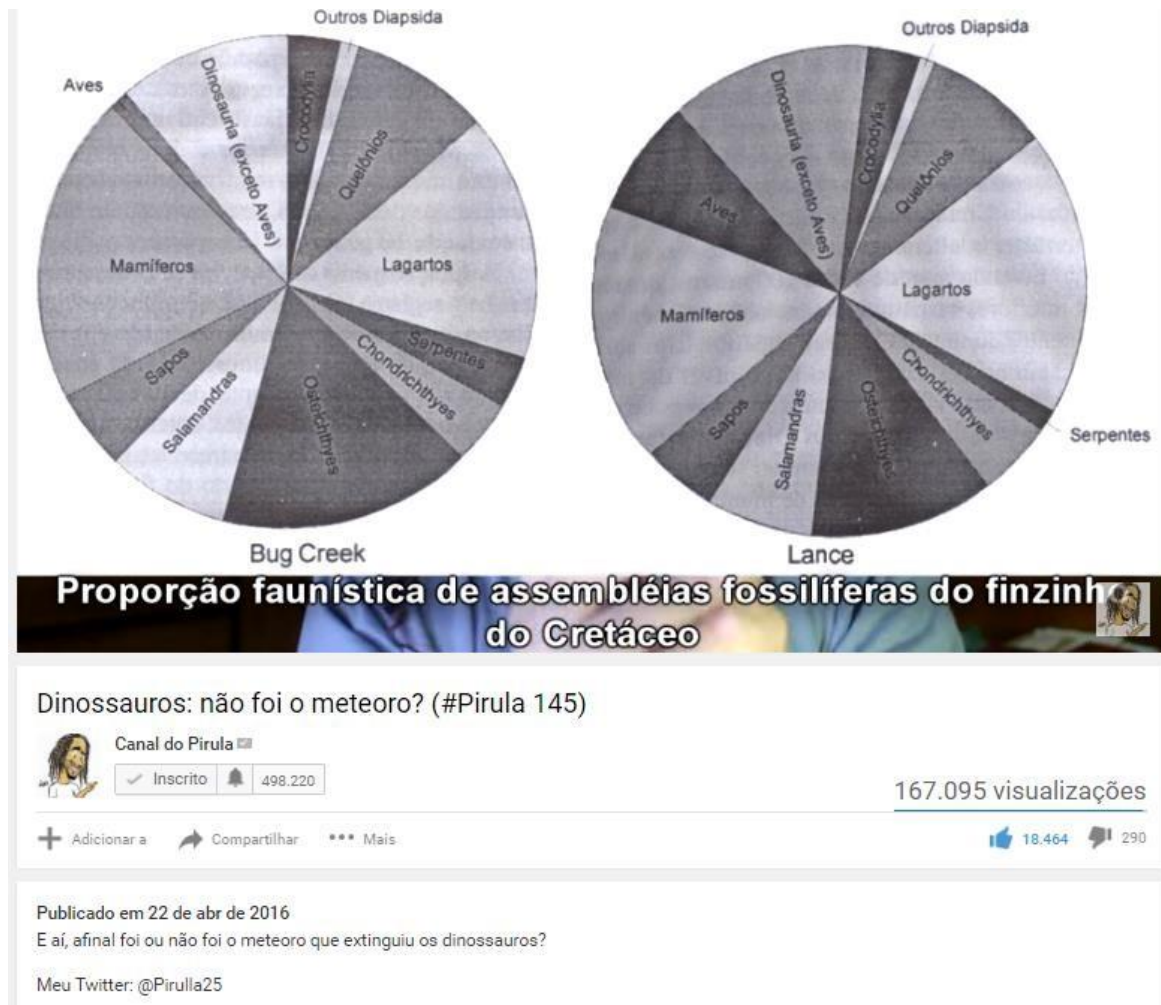 Outros Diapsida
Aves
Dinosauria (exceto Aves)
Crocodylia
Quelônios
Mamíferos
Lagartos
Serpentes
Chondrichthyes
Sapos
Salamandras
Osteichthyes
Bug Creek
Outros Diapsida
Dinosauria (exceto Aves)
Crocodylia
Quelônios
Aves
Lagartos
Mamíferos
Chondrichthyes
Sapos
Salamandras
Osteichthyes
Serpentes
Lance
Proporção faunística de assembléias fossilíferas do finzinho
do Cretáceo
Dinossauros: não foi o meteoro? (#Pirula 145)
Canal do Pirula
Inscrito 498.220
167.095 visualizações
Adicionar a Compartilhar Mais 18.464 290
Publicado em 22 de abr de 2016
E aí, afinal foi ou não foi o meteoro que extinguiu os dinossauros?
Meu Twitter: @Pirulla25